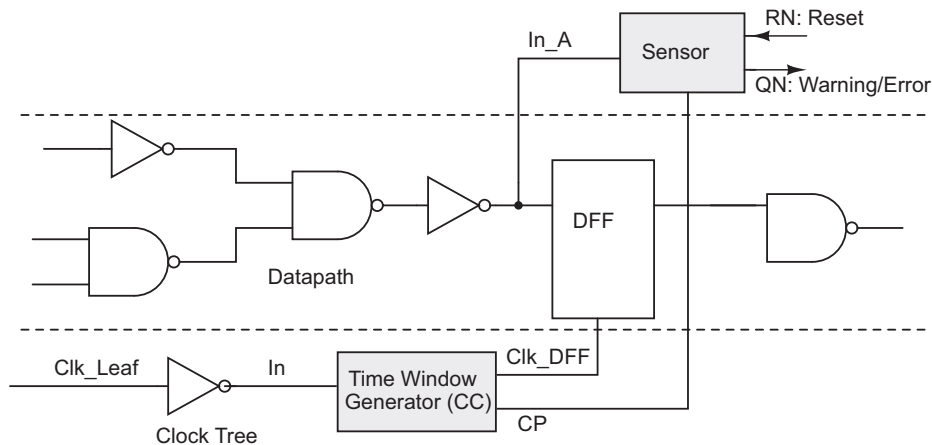 RN: Reset
In_A
Sensor
QN: Warning/Error
DFF
Datapath
Clk_Leaf
In
Time Window
Generator (CC)
Clk_DFF
CP
Clock Tree